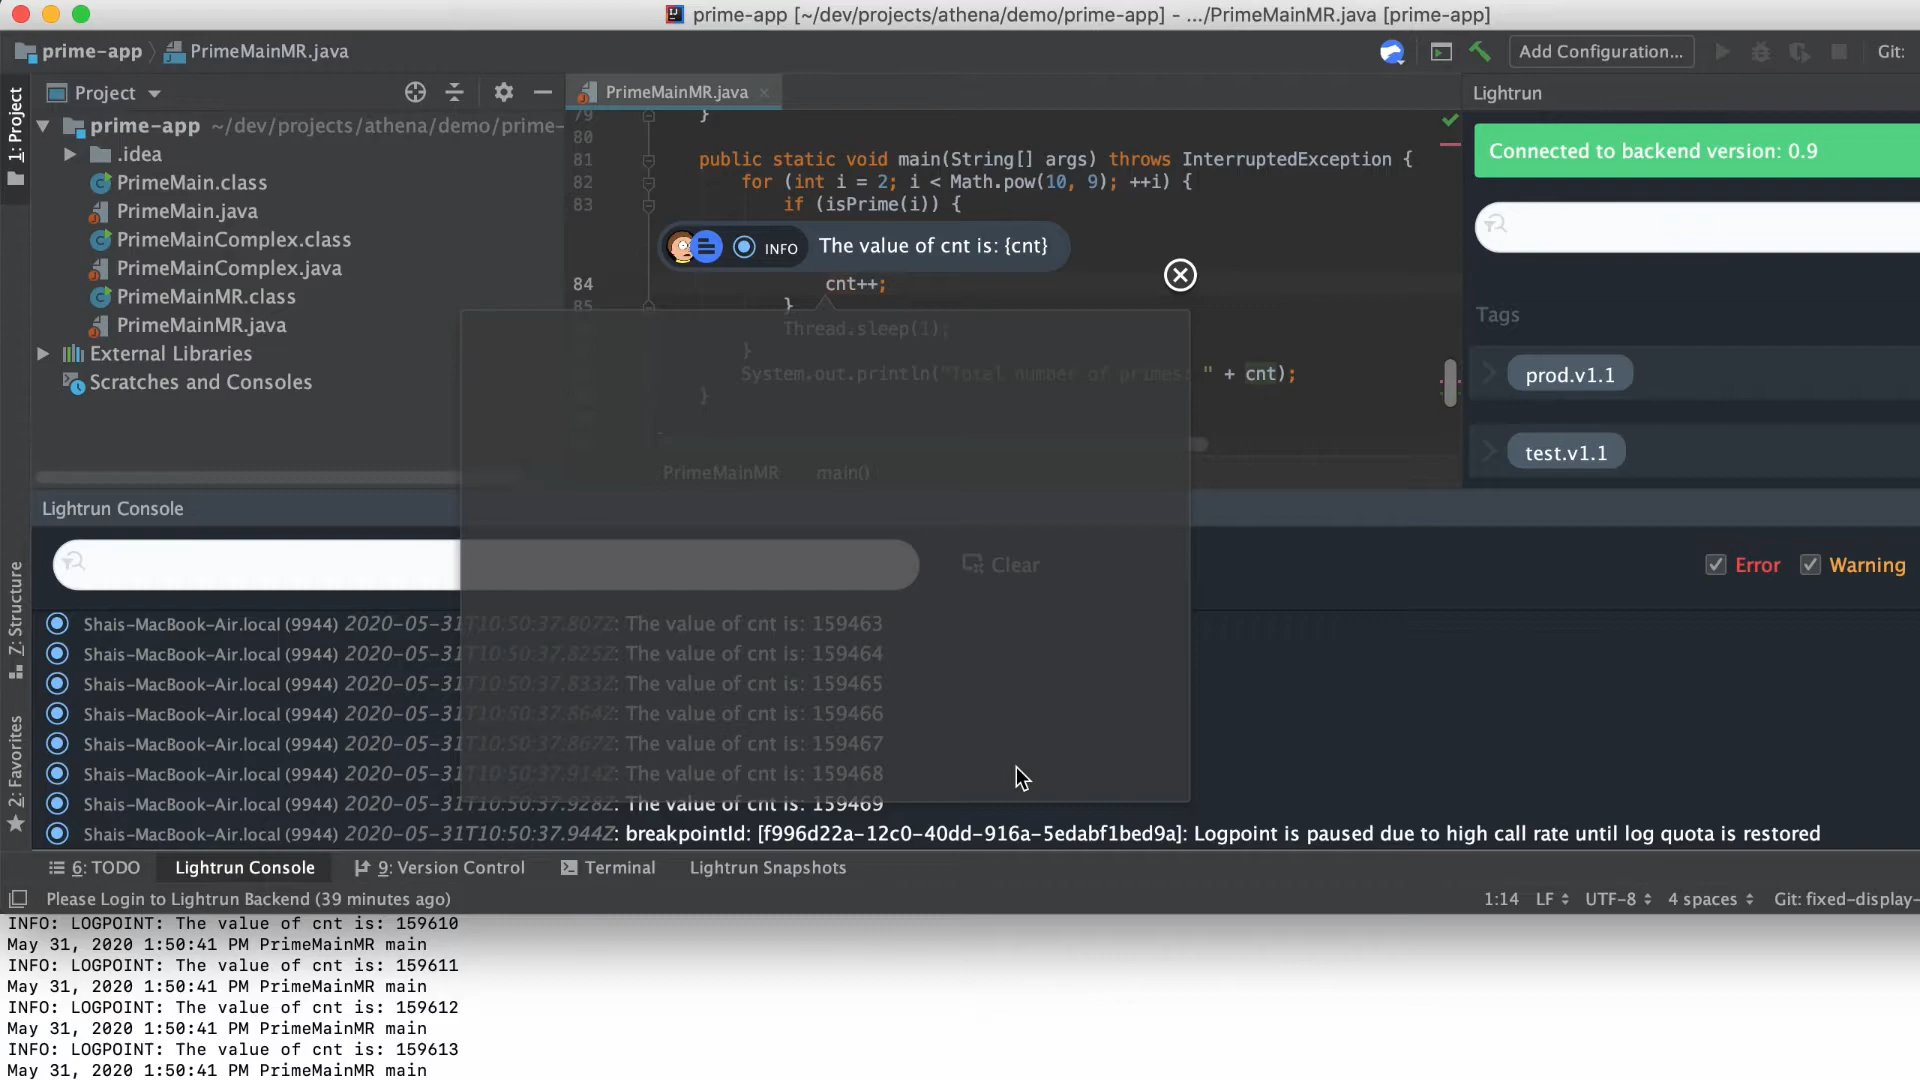 prime-app [~/dev/projects/athena/demo/prime-app] - .../PrimeMainMR.java [prime-app]
prime-app PrimeMainMR.java
Add Configuration...
Git:
Project
PrimeMainMR.java
Lightrun
1: Project
prime-app ~/dev/projects/athena/demo/prime-
.idea
PrimeMain.class
PrimeMain.java
PrimeMainComplex.class
PrimeMainComplex.java
PrimeMainMR.class
PrimeMainMR.java
External Libraries
Scratches and Consoles
79 }
80
81 public static void main(String[] args) throws InterruptedException {
82 for (int i = 2; i < Math.pow(10, 9); ++i) {
83 if (isPrime(i)) {
INFO The value of cnt is: {cnt}
84 cnt++;
85 }
Thread.sleep(1);
}
System.out.println("Total number of primes: " + cnt);
}
PrimeMainMR main()
Connected to backend version: 0.9
Tags
prod.v1.1
test.v1.1
Lightrun Console
Clear
Error
Warning
7: Structure
2: Favorites
Shais-MacBook-Air.local (9944) 2020-05-31T10:50:37.807Z: The value of cnt is: 159463
Shais-MacBook-Air.local (9944) 2020-05-31T10:50:37.825Z: The value of cnt is: 159464
Shais-MacBook-Air.local (9944) 2020-05-31T10:50:37.833Z: The value of cnt is: 159465
Shais-MacBook-Air.local (9944) 2020-05-31T10:50:37.864Z: The value of cnt is: 159466
Shais-MacBook-Air.local (9944) 2020-05-31T10:50:37.867Z: The value of cnt is: 159467
Shais-MacBook-Air.local (9944) 2020-05-31T10:50:37.914Z: The value of cnt is: 159468
Shais-MacBook-Air.local (9944) 2020-05-31T10:50:37.928Z: The value of cnt is: 159469
Shais-MacBook-Air.local (9944) 2020-05-31T10:50:37.944Z: breakpointId: [f996d22a-12c0-40dd-916a-5edabf1bed9a]: Logpoint is paused due to high call rate until log quota is restored
6: TODO Lightrun Console 9: Version Control Terminal Lightrun Snapshots
Please Login to Lightrun Backend (39 minutes ago)
1:14 LF UTF-8 4 spaces Git: fixed-display-
INFO: LOGPOINT: The value of cnt is: 159610
May 31, 2020 1:50:41 PM PrimeMainMR main
INFO: LOGPOINT: The value of cnt is: 159611
May 31, 2020 1:50:41 PM PrimeMainMR main
INFO: LOGPOINT: The value of cnt is: 159612
May 31, 2020 1:50:41 PM PrimeMainMR main
INFO: LOGPOINT: The value of cnt is: 159613
May 31, 2020 1:50:41 PM PrimeMainMR main